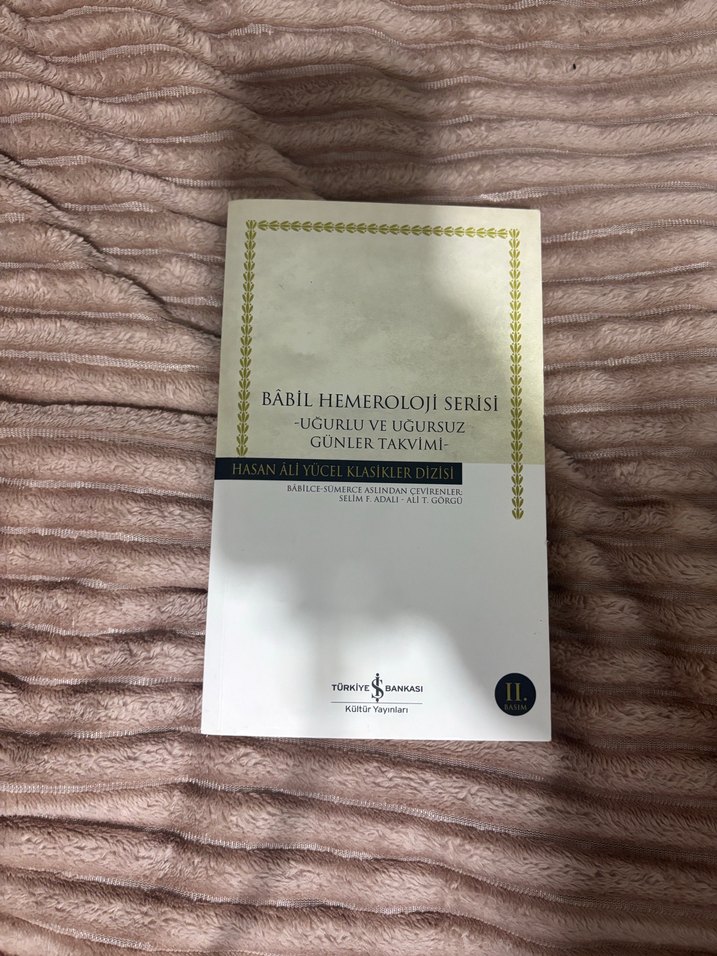 BÂBİL HEMEROLOJİ SERİSİ
-UĞURLU VE UĞURSUZ
GÜNLER TAKVİMİ-
HASAN ÂLİ YÜCEL KLASİKLER DİZİSİ
BÂBİLCE-SÜMERCE ASLINDAN ÇEVİRENLER:
SELİM F. ADALI - ALİ T. GÖRGÜ
TÜRKİYE İŞ BANKASI
Kültür Yayınları
II.
BASIM